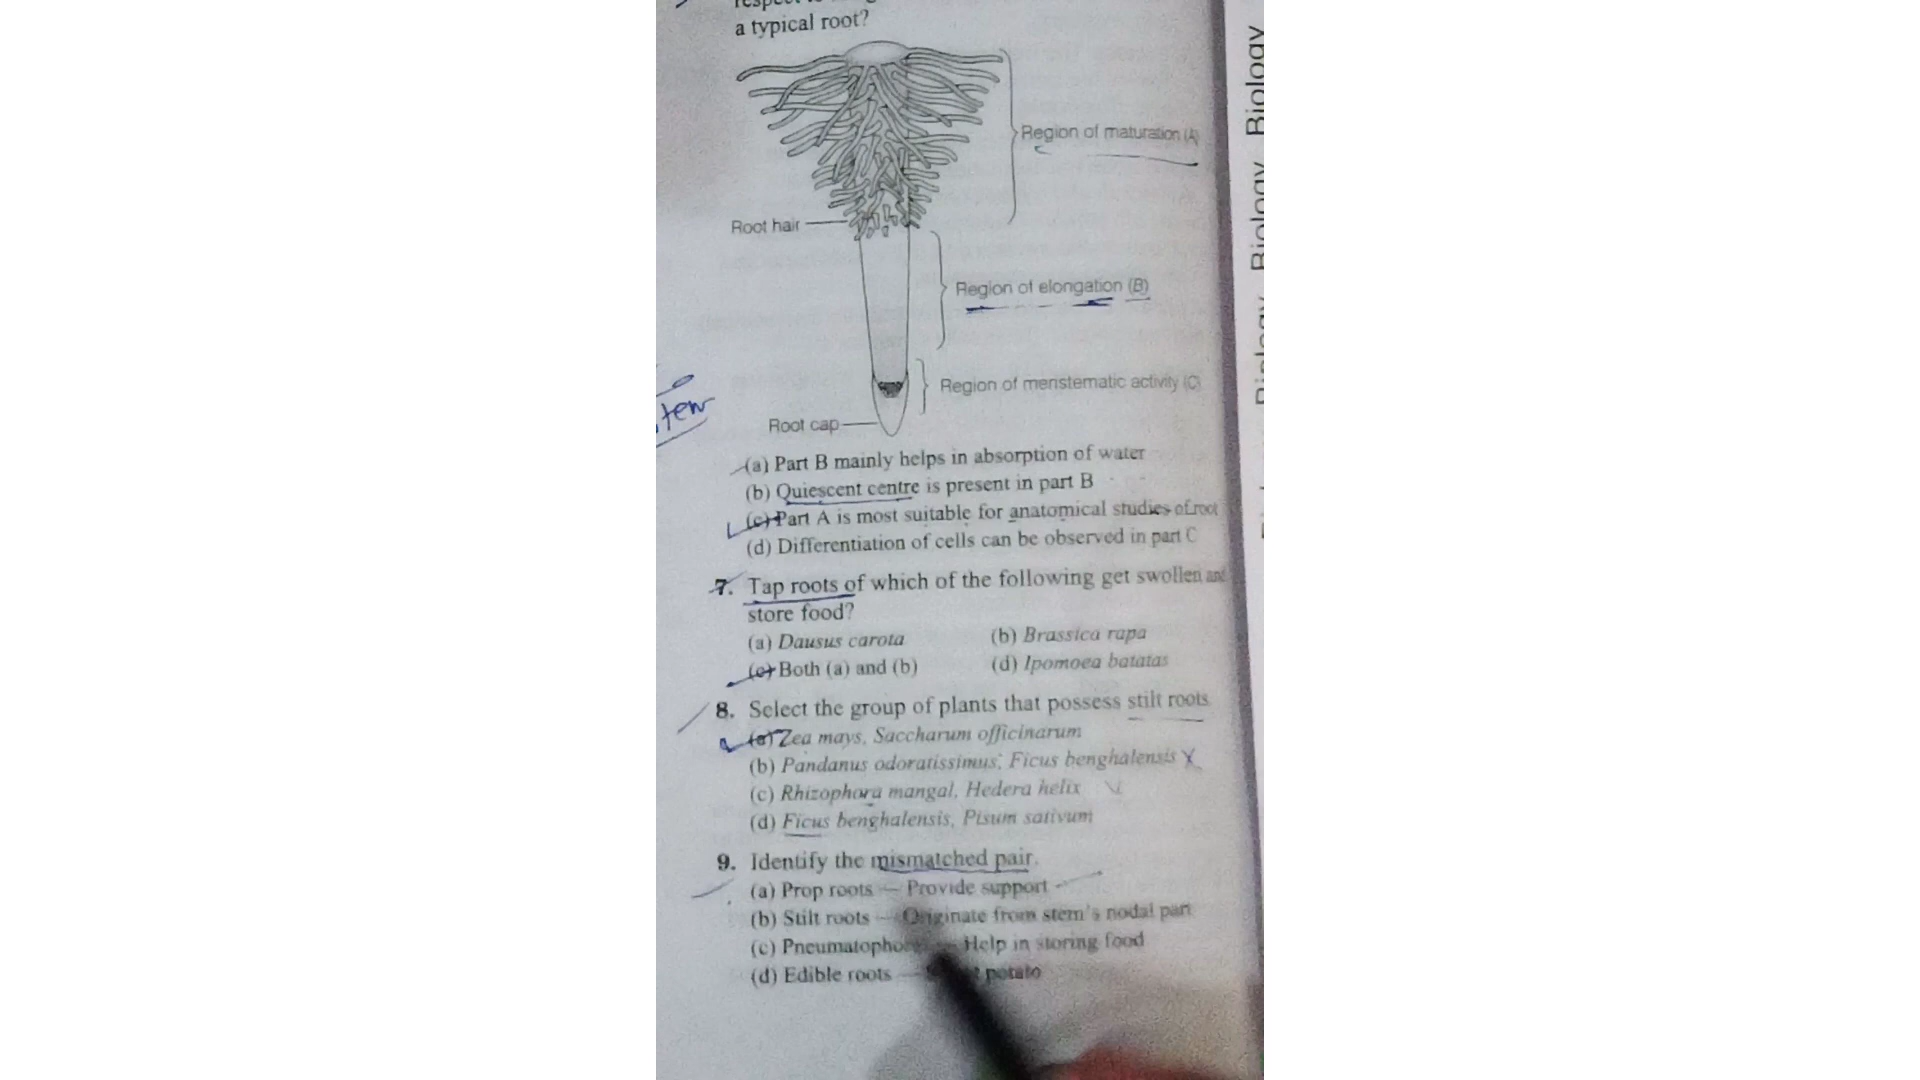 a typical root?
Region of maturation (A)
Root hair
Region of elongation (B)
Region of meristematic activity (C)
Root cap
(a) Part B mainly helps in absorption of water
(b) Quiescent centre is present in part B
(c) Part A is most suitable for anatomical studies of root
(d) Differentiation of cells can be observed in part C
7. Tap roots of which of the following get swollen and
store food?
(a) Dausus carota (b) Brassica rapa
(c) Both (a) and (b) (d) Ipomoea batatas
8. Select the group of plants that possess stilt roots
(a) Zea mays, Saccharum officinarum
(b) Pandanus odoratissimus, Ficus benghalensis
(c) Rhizophora mangal, Hedera helix
(d) Ficus benghalensis, Pisum sativum
9. Identify the mismatched pair.
(a) Prop roots — Provide support
(b) Stilt roots — Originate from stem's nodal part
(c) — Help in storing food
(d) Edible roots — potato
Biology Biology